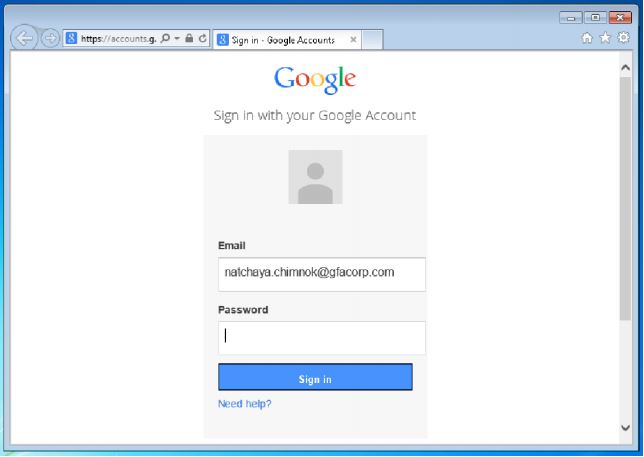 https://accounts.g.
Sign in - Google Accounts
Google
Sign in with your Google Account
Email
natchaya.chimnok@gfacorp.com
Password
Sign in
Need help?